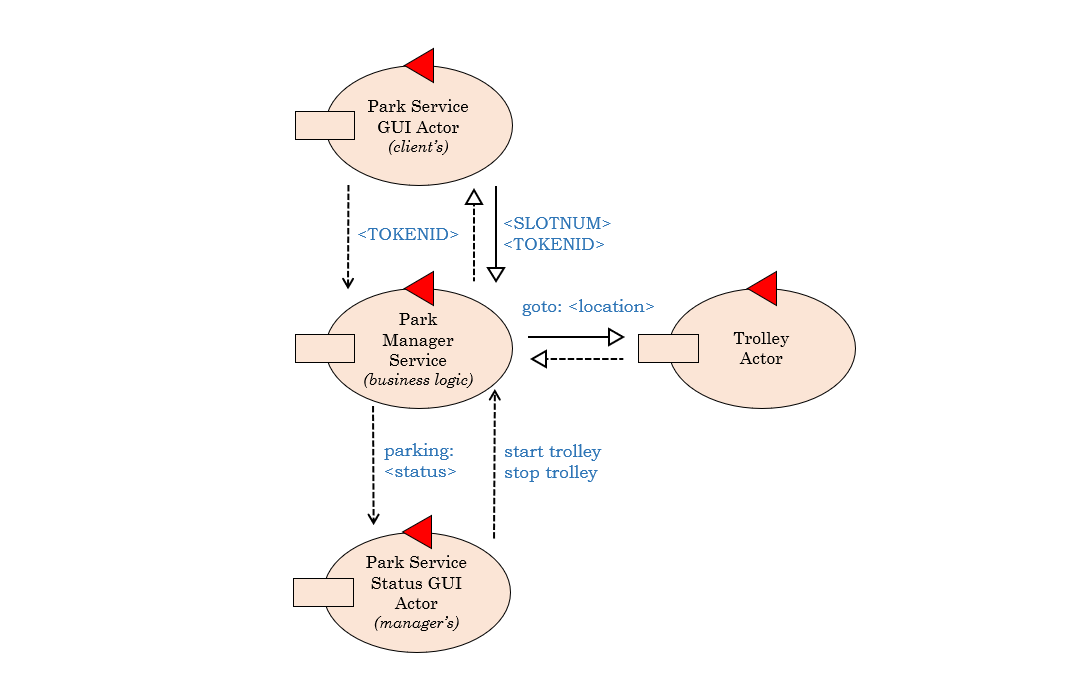 Park Service
GUI Actor
(client's)
<TOKENID>
<SLOTNUM>
<TOKENID>
goto: <location>
Park
Manager
Service
(business logic)
Trolley
Actor
parking:
<status>
start trolley
stop trolley
Park Service
Status GUI
Actor
(manager's)